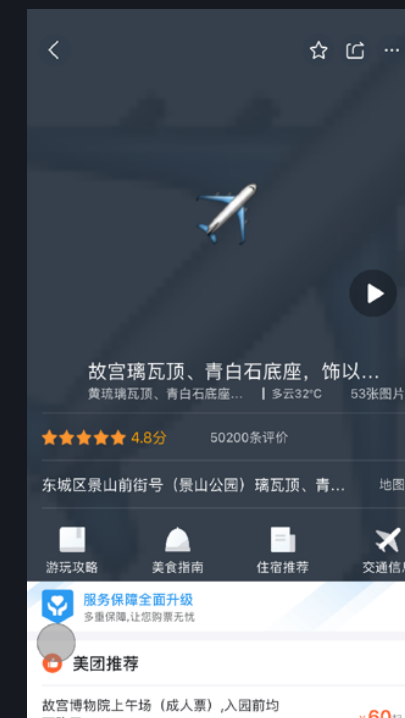 故宫璃瓦顶、青白石底座，饰以...
黄琉璃瓦顶、青白石底座... | 多云32°C 53张图片
4.8分 50200条评价
东城区景山前街号（景山公园）璃瓦顶、青... 地图
游玩攻略 美食指南 住宿推荐 交通信
服务保障全面升级
多重保障,让您购票无忧
美团推荐
故宫博物院上午场（成人票）,入园前均
¥60